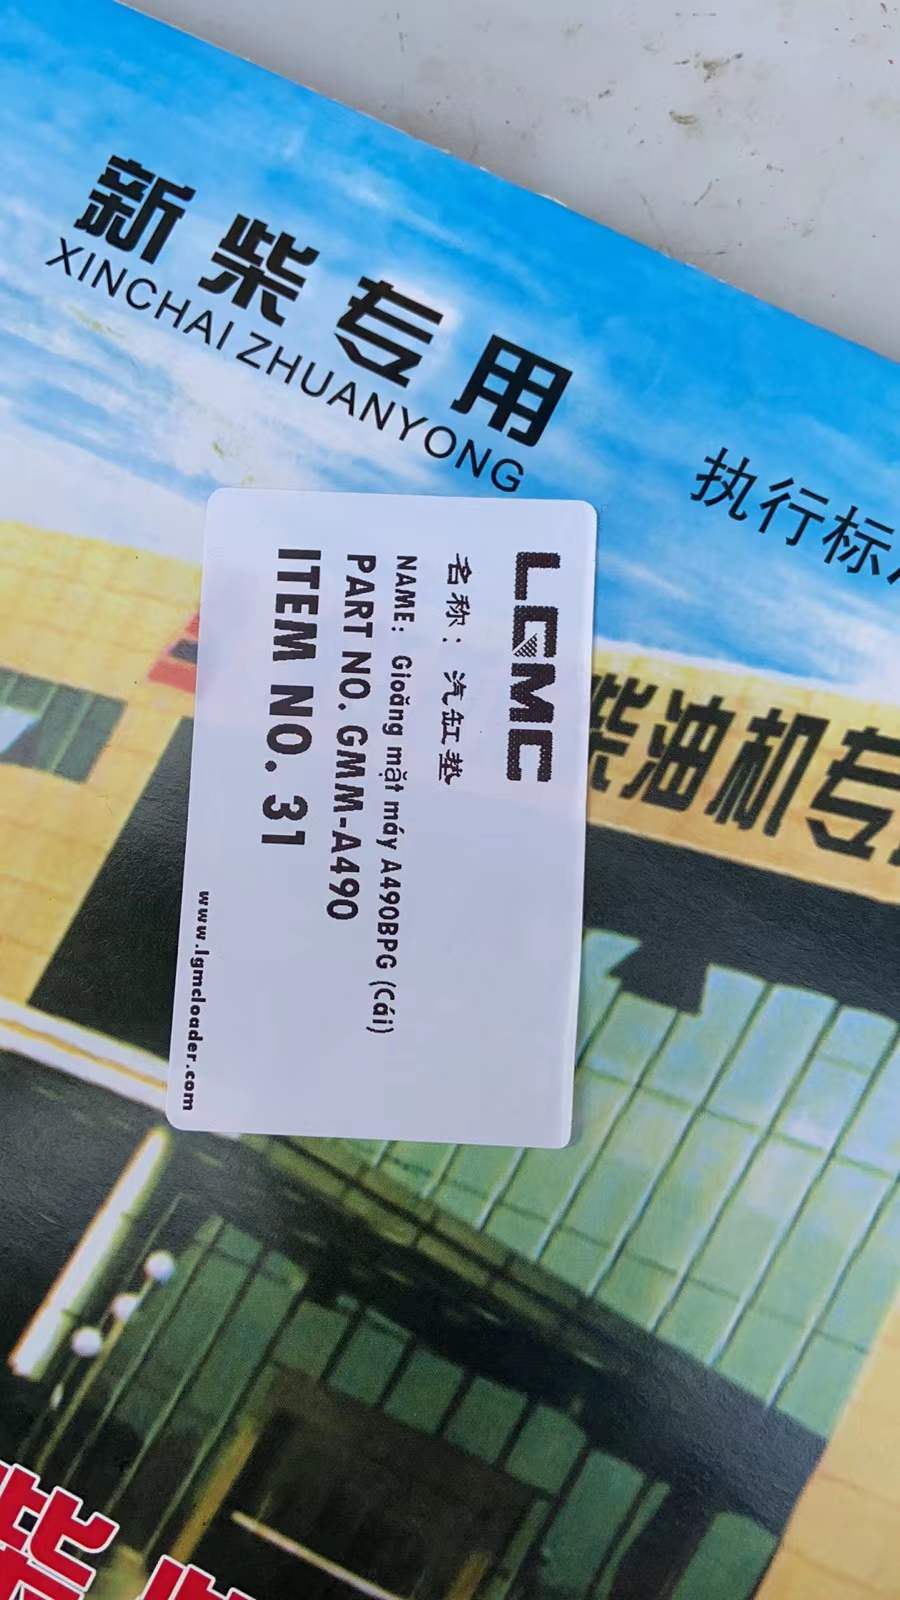 新柴专用
XINCHAI ZHUANYONG
执行标
LGMC
名称：汽缸垫
NAME: Gioăng mặt máy A490BPG (Cái)
PART NO. GMM-A490
ITEM NO. 31
www.lgmcloader.com
柴油机专
柴